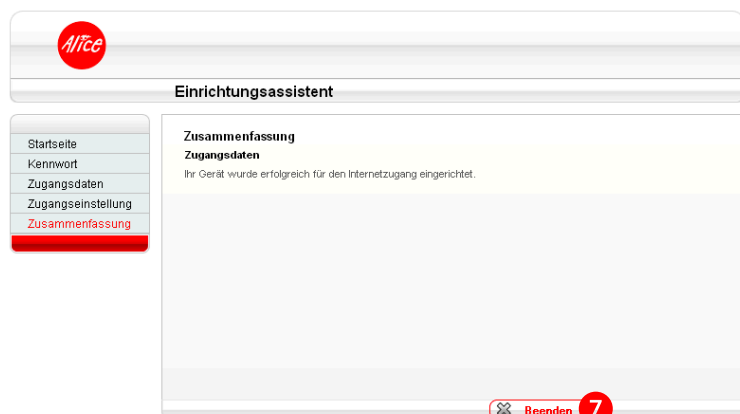 Alice
Einrichtungsassistent
Startseite
Kennwort
Zugangsdaten
Zugangseinstellung
Zusammenfassung
Zusammenfassung
Zugangsdaten
Ihr Gerät wurde erfolgreich für den Internetzugang eingerichtet.
Beenden 7